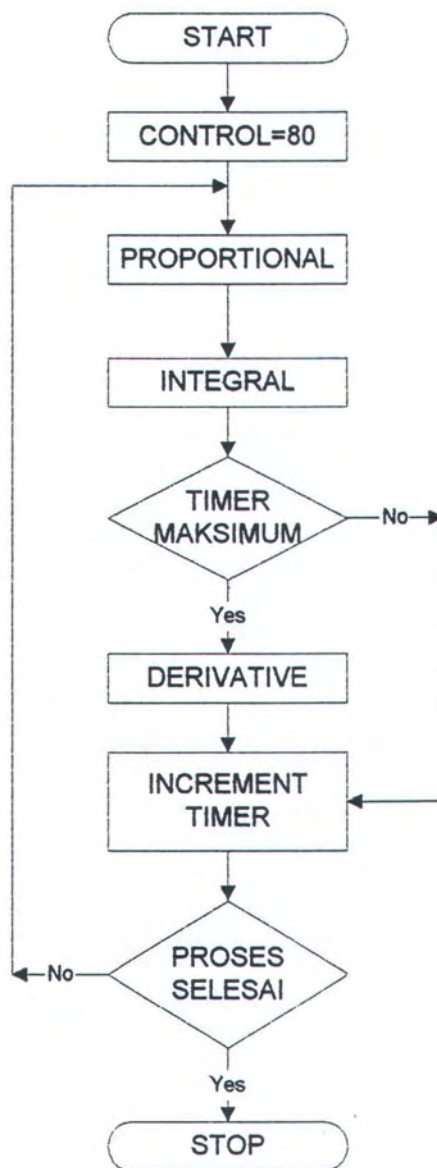 START
CONTROL=80
PROPORTIONAL
INTEGRAL
TIMER
MAKSIMUM
No
Yes
DERIVATIVE
INCREMENT
TIMER
PROSES
SELESAI
No
Yes
STOP